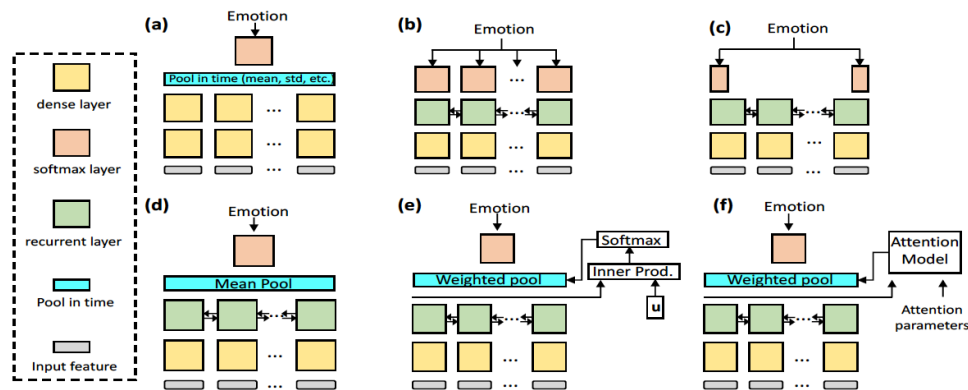 dense layer
softmax layer
recurrent layer
Pool in time
Input feature
(a)
Emotion
Pool in time (mean, std, etc.)
...
...
...
(b)
Emotion
...
...
...
...
(c)
Emotion
...
...
...
(d)
Emotion
Mean Pool
...
...
...
(e)
Emotion
Softmax
Weighted pool
Inner Prod.
u
...
...
...
(f)
Emotion
Attention
Model
Weighted pool
Attention
parameters
...
...
...